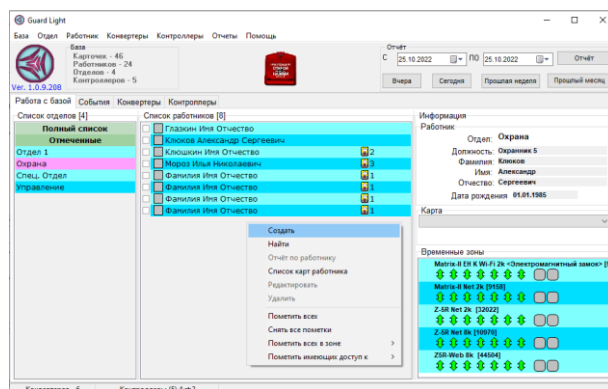 Guard Light
База Отдел Работник Конвертеры Контроллеры Отчеты Помощь
База
Карточек - 46
Работников - 24
Отделов - 4
Контроллеров - 5
Ver. 1.0.9.208
Отчёт
С 25.10.2022 ПО 25.10.2022 Отчёт
Вчера Сегодня Прошлая неделя Прошлый месяц
Работа с базой События Конвертеры Контроллеры
Список отделов [4]
Полный список
Отмеченные
Отдел 1
Охрана
Спец. Отдел
Управление
Список работников [8]
Глазкин Имя Отчество
Клюков Александр Сергеевич
Клюшкин Имя Отчество 2
Мороз Илья Николаевич 3
Фамилия Имя Отчество 1
Фамилия Имя Отчество 1
Фамилия Имя Отчество 1
Фамилия Имя Отчество 1
Создать
Найти
Отчёт по работнику
Список карт работника
Редактировать
Удалить
Пометить всех
Снять все пометки
Пометить всех в зоне
Пометить имеющих доступ к
Информация
Работник
Отдел: Охрана
Должность: Охранник 5
Фамилия: Клюков
Имя: Александр
Отчество: Сергеевич
Дата рождения 01.01.1985
Карта
Временные зоны
Matrix-II EH K Wi-Fi 2k <Электромагнитный замок>
Matrix-II Net 2k [9158]
Z-5R Net 2k [32022]
Z-5R Net 8k [10970]
Z5R-Web 8k [44504]